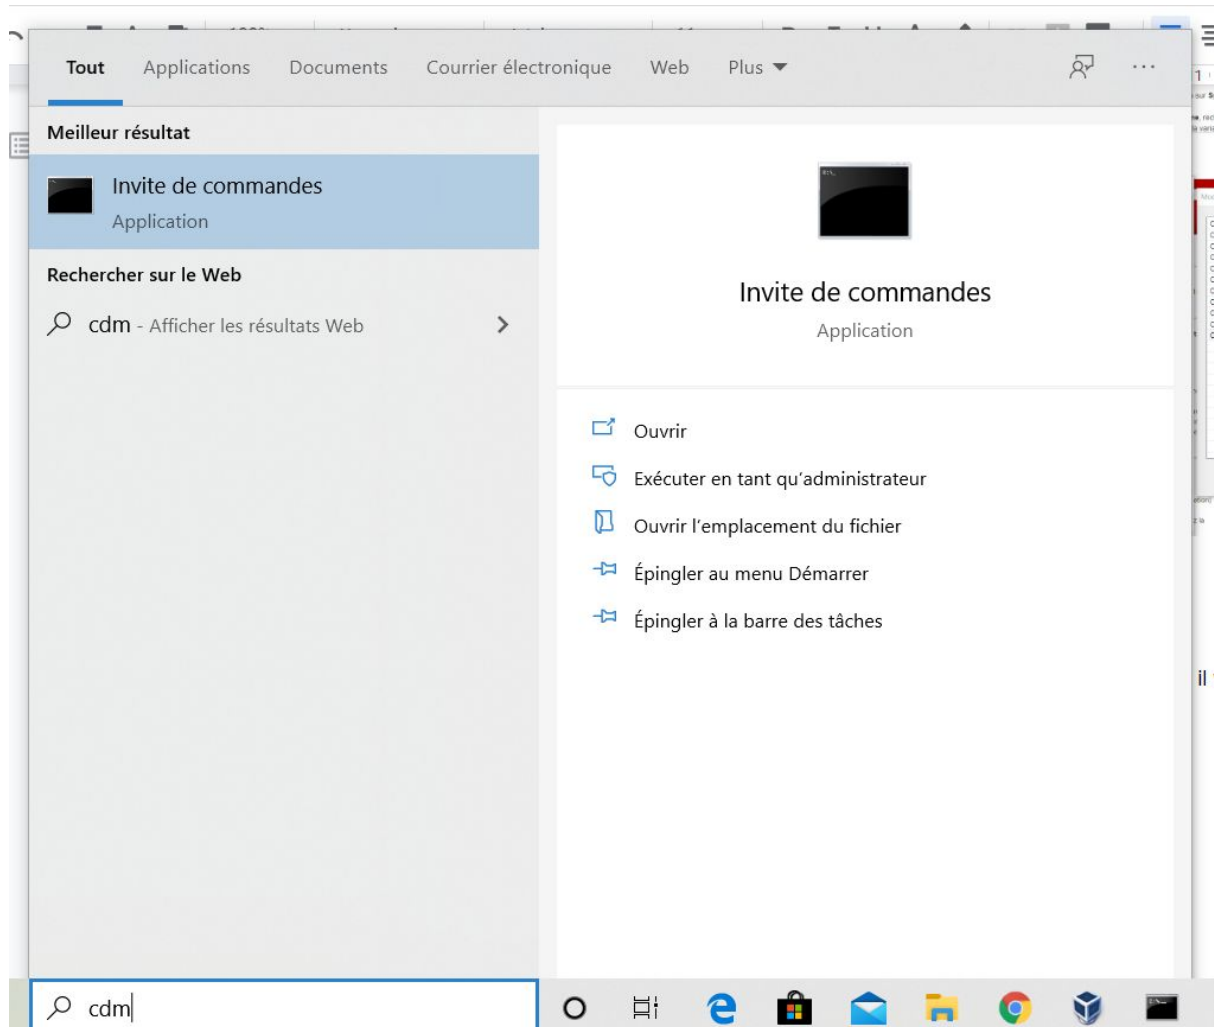 Tout Applications Documents Courrier électronique Web Plus
Meilleur résultat
Invite de commandes
Application
Rechercher sur le Web
cdm - Afficher les résultats Web
Invite de commandes
Application
Ouvrir
Exécuter en tant qu'administrateur
Ouvrir l'emplacement du fichier
Épingler au menu Démarrer
Épingler à la barre des tâches
il
cdm